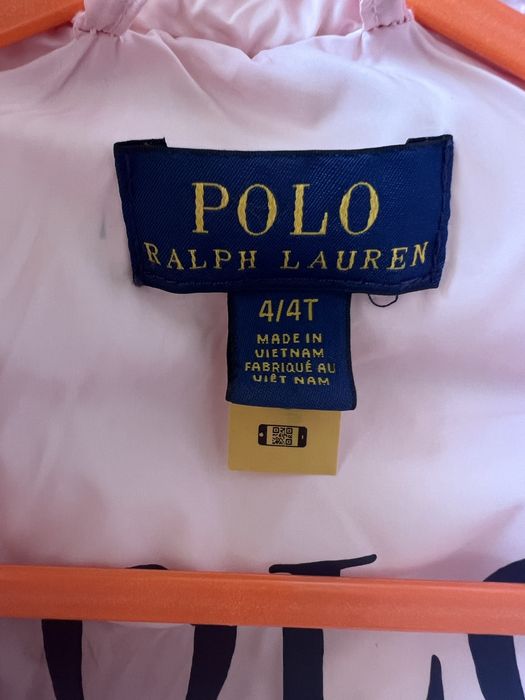 POLO
RALPH LAUREN
4/4T
MADE IN
VIETNAM
FABRIQUÉ AU
VIÊT NAM